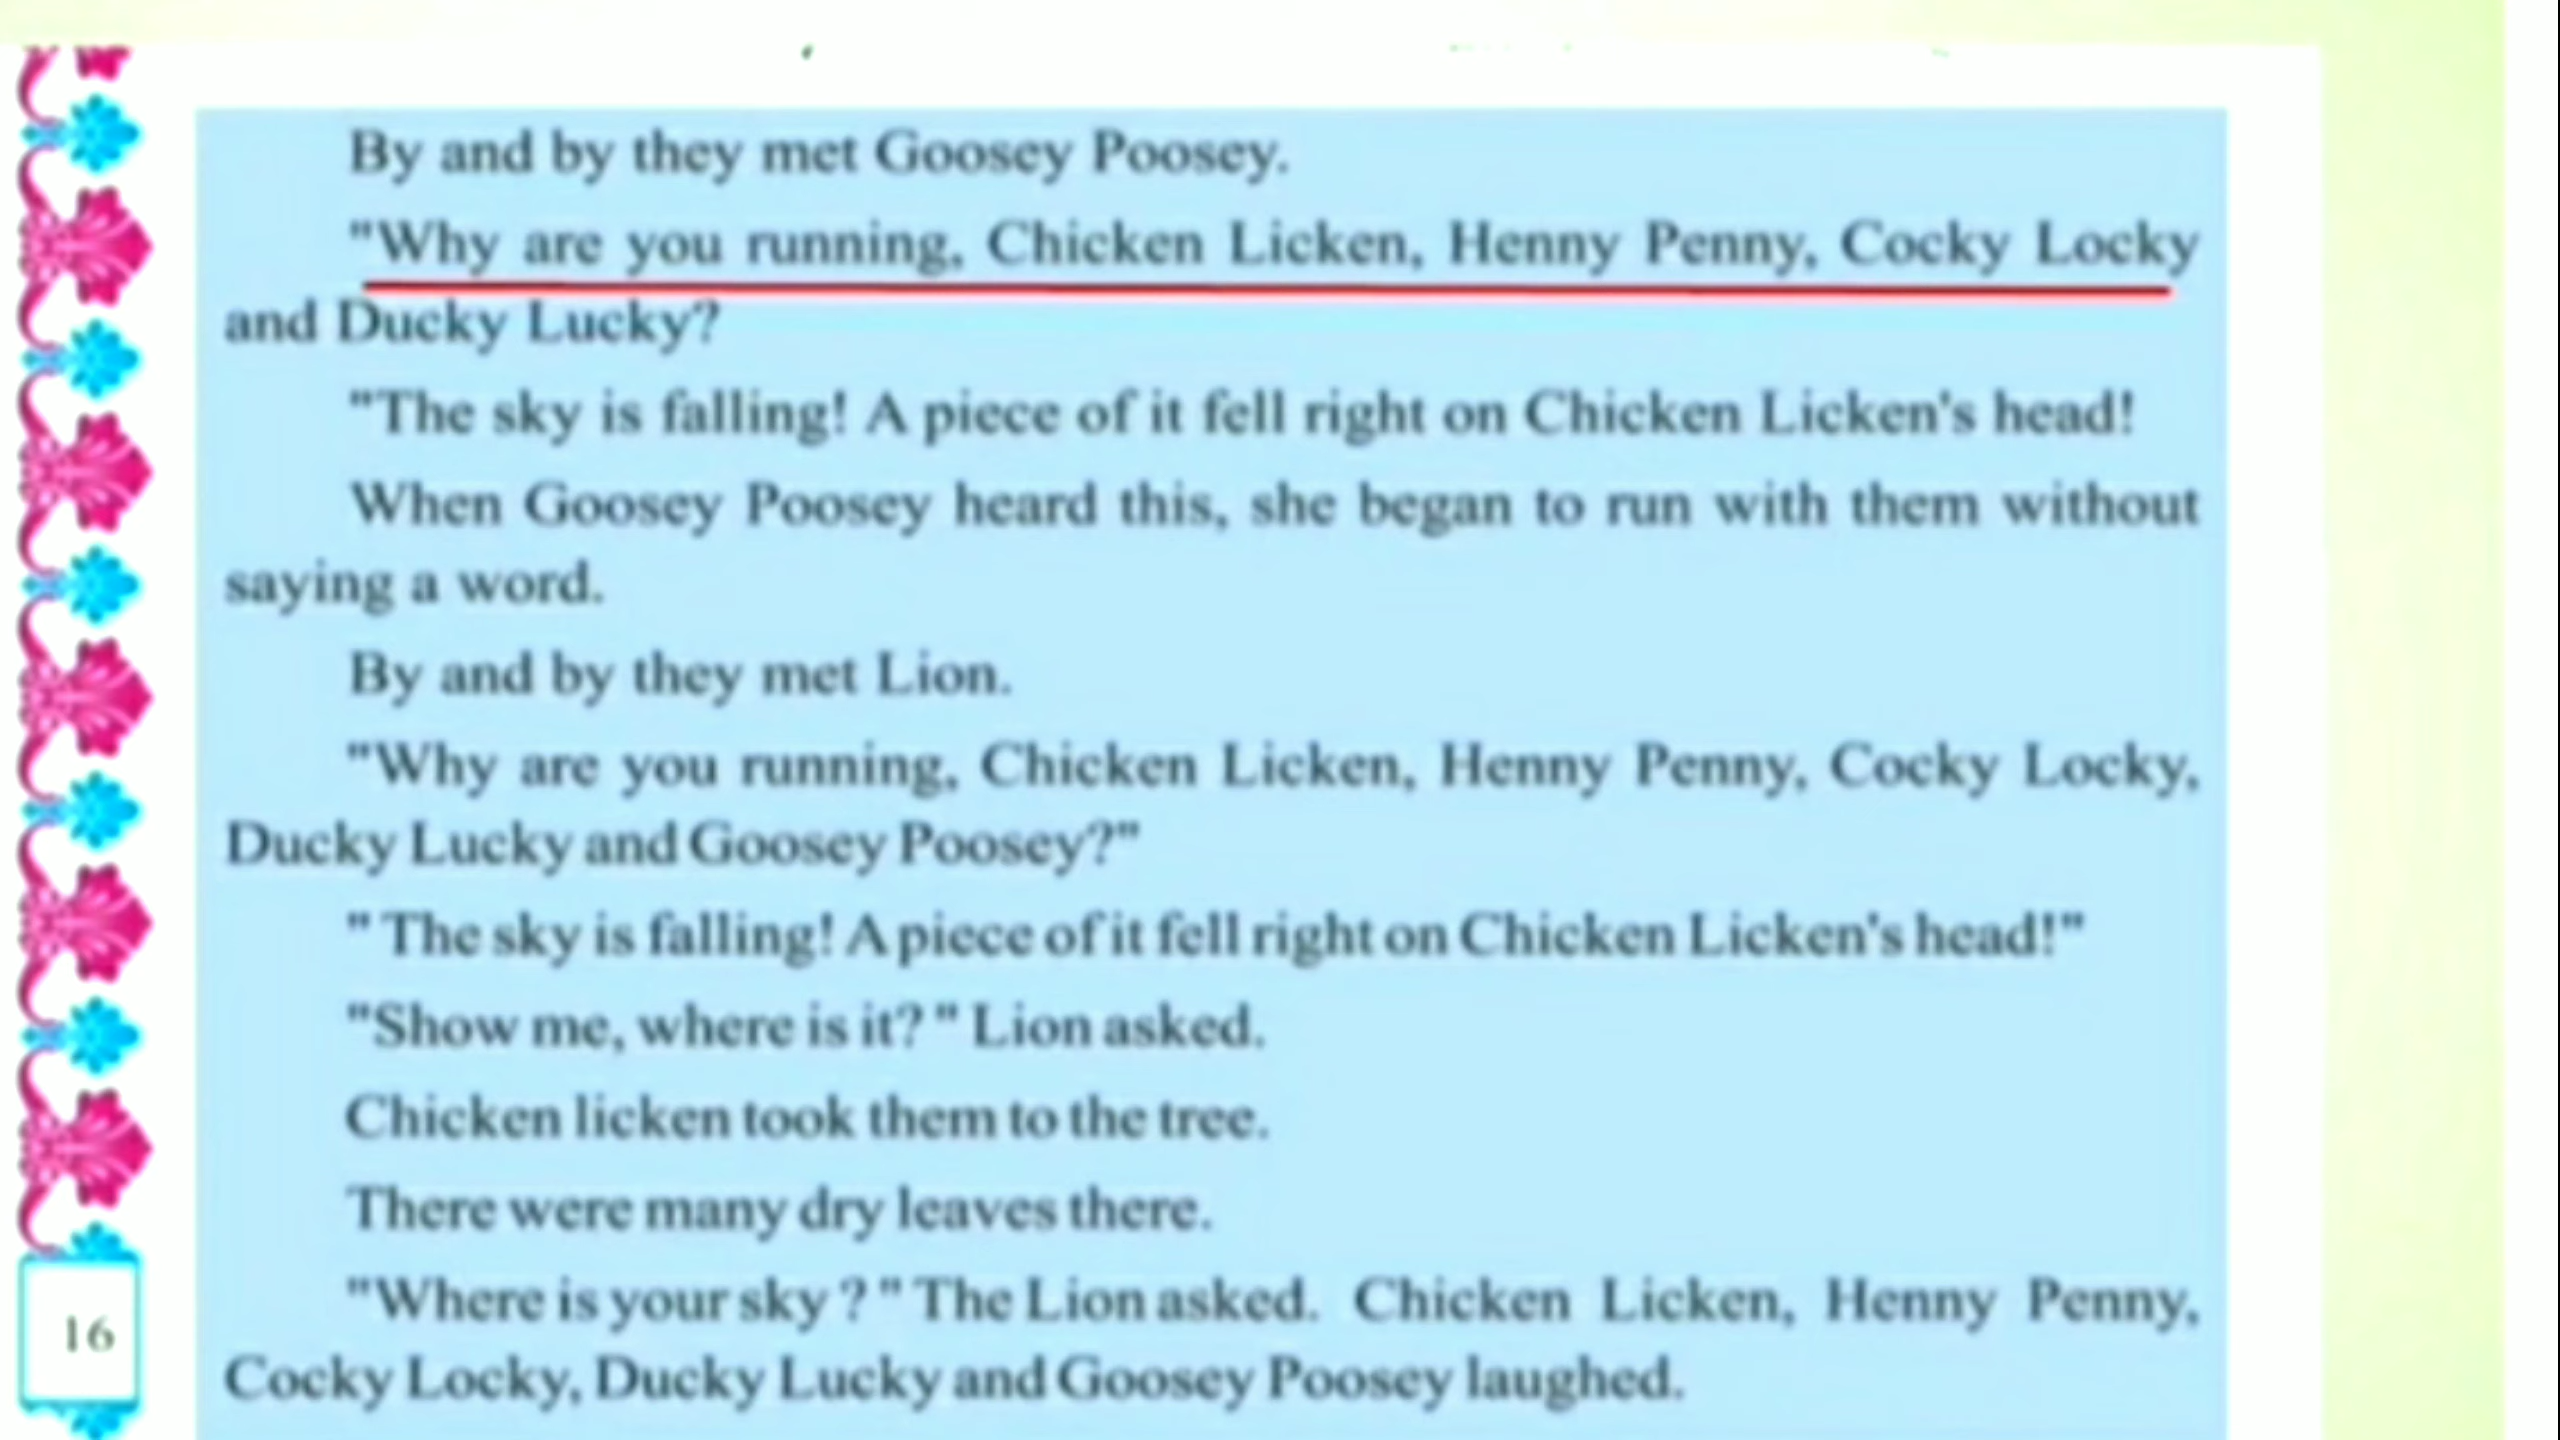 By and by they met Goosey Poosey.
"Why are you running, Chicken Licken, Henny Penny, Cocky Locky
and Ducky Lucky?
"The sky is falling! A piece of it fell right on Chicken Licken's head!
When Goosey Poosey heard this, she began to run with them without
saying a word.
By and by they met Lion.
"Why are you running, Chicken Licken, Henny Penny, Cocky Locky,
Ducky Lucky and Goosey Poosey?"
" The sky is falling! A piece of it fell right on Chicken Licken's head!"
"Show me, where is it? " Lion asked.
Chicken licken took them to the tree.
There were many dry leaves there.
"Where is your sky ? " The Lion asked. Chicken Licken, Henny Penny,
Cocky Locky, Ducky Lucky and Goosey Poosey laughed.
16